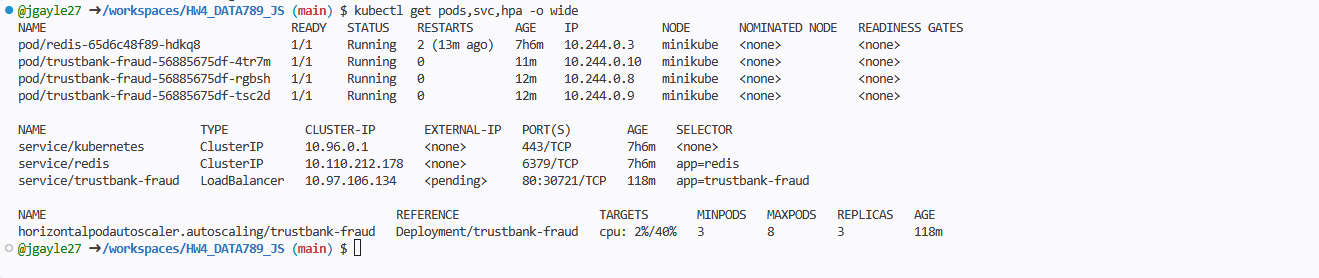 @jgayle27 ➜/workspaces/HW4_DATA789_JS (main) $ kubectl get pods,svc,hpa -o wide
NAME READY STATUS RESTARTS AGE IP NODE NOMINATED NODE READINESS GATES
pod/redis-65d6c48f89-hdkq8 1/1 Running 2 (13m ago) 7h6m 10.244.0.3 minikube <none> <none>
pod/trustbank-fraud-56885675df-4tr7m 1/1 Running 0 11m 10.244.0.10 minikube <none> <none>
pod/trustbank-fraud-56885675df-rgbsh 1/1 Running 0 12m 10.244.0.8 minikube <none> <none>
pod/trustbank-fraud-56885675df-tsc2d 1/1 Running 0 12m 10.244.0.9 minikube <none> <none>
NAME TYPE CLUSTER-IP EXTERNAL-IP PORT(S) AGE SELECTOR
service/kubernetes ClusterIP 10.96.0.1 <none> 443/TCP 7h6m <none>
service/redis ClusterIP 10.110.212.178 <none> 6379/TCP 7h6m app=redis
service/trustbank-fraud LoadBalancer 10.97.106.134 <pending> 80:30721/TCP 118m app=trustbank-fraud
NAME REFERENCE TARGETS MINPODS MAXPODS REPLICAS AGE
horizontalpodautoscaler.autoscaling/trustbank-fraud Deployment/trustbank-fraud cpu: 2%/40% 3 8 3 118m
@jgayle27 ➜/workspaces/HW4_DATA789_JS (main) $